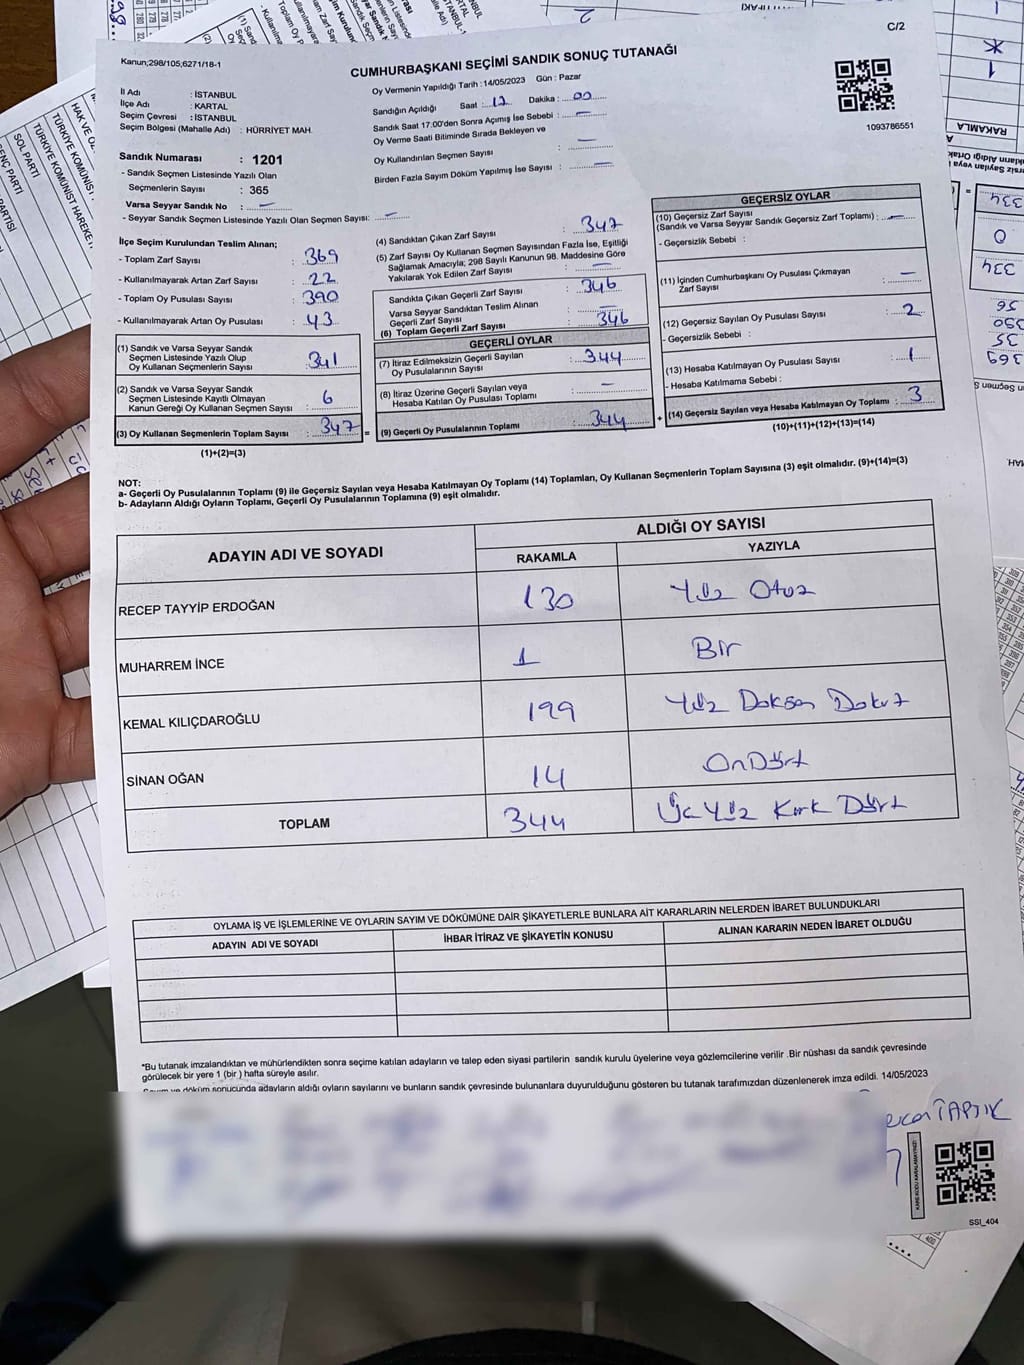 C/2
Kanun;298/105;6271/18-1
CUMHURBAŞKANI SEÇİMİ SANDIK SONUÇ TUTANAĞI
İl Adı : İSTANBUL
İlçe Adı : KARTAL
Seçim Çevresi : İSTANBUL
Seçim Bölgesi (Mahalle Adı) : HÜRRİYET MAH.
Oy Vermenin Yapıldığı Tarih :14/05/2023 Gün : Pazar
Sandığın Açıldığı Saat : 17 Dakika : 00
Sandık Saat 17.00'den Sonra Açımış İse Sebebi : —
Oy Verme Saati Bitiminde Sırada Bekleyen ve
Oy Kullandırılan Seçmen Sayısı : —
Birden Fazla Sayım Döküm Yapılmış İse Sayısı : —
1093786551
Sandık Numarası : 1201
- Sandık Seçmen Listesinde Yazılı Olan
Seçmenlerin Sayısı : 365
Varsa Seyyar Sandık No : —
- Seyyar Sandık Seçmen Listesinde Yazılı Olan Seçmen Sayısı: —
İlçe Seçim Kurulundan Teslim Alınan;
- Toplam Zarf Sayısı : 369
- Kullanılmayarak Artan Zarf Sayısı : 22
- Toplam Oy Pusulası Sayısı : 390
- Kullanılmayarak Artan Oy Pusulası : 43
(1) Sandık ve Varsa Seyyar Sandık
Seçmen Listesinde Yazılı Olup
Oy Kullanan Seçmenlerin Sayısı : 341
(2) Sandık ve Varsa Seyyar Sandık
Seçmen Listesinde Kayıtlı Olmayan
Kanun Gereği Oy Kullanan Seçmen Sayısı : 6
(3) Oy Kullanan Seçmenlerin Toplam Sayısı : 347 =
(1)+(2)=(3)
(4) Sandıktan Çıkan Zarf Sayısı : 347
(5) Zarf Sayısı Oy Kullanan Seçmen Sayısından Fazla İse, Eşitliği
Sağlamak Amacıyla; 298 Sayılı Kanunun 98. Maddesine Göre
Yakılarak Yok Edilen Zarf Sayısı : —
Sandıkta Çıkan Geçerli Zarf Sayısı : 346
Varsa Seyyar Sandıktan Teslim Alınan
Geçerli Zarf Sayısı : —
(6) Toplam Geçerli Zarf Sayısı : 346
GEÇERLİ OYLAR
(7) İtiraz Edilmeksizin Geçerli Sayılan
Oy Pusulasının Sayısı : 344
(8) İtiraz Üzerine Geçerli Sayılan veya
Hesaba Katılan Oy Pusulası Toplamı : —
(9) Geçerli Oy Pusulalarının Toplamı : 344 +
GEÇERSİZ OYLAR
(10) Geçersiz Zarf Sayısı
(Sandık ve Varsa Seyyar Sandık Geçersiz Zarf Toplamı) : —
- Geçersizlik Sebebi :
(11) İçinden Cumhurbaşkanı Oy Pusulası Çıkmayan
Zarf Sayısı : —
(12) Geçersiz Sayılan Oy Pusulası Sayısı : 2
- Geçersizlik Sebebi :
(13) Hesaba Katılmayan Oy Pusulası Sayısı : 1
- Hesaba Katılmama Sebebi :
(14) Geçersiz Sayılan veya Hesaba Katılmayan Oy Toplamı : 3
(10)+(11)+(12)+(13)=(14)
NOT:
a- Geçerli Oy Pusulalarının Toplamı (9) ile Geçersiz Sayılan veya Hesaba Katılmayan Oy Toplamı (14) Toplamları, Oy Kullanan Seçmenlerin Toplam Sayısına (3) eşit olmalıdır. (9)+(14)=(3)
b- Adayların Aldığı Oyların Toplamı, Geçerli Oy Pusulalarının Toplamına (9) eşit olmalıdır.
ADAYIN ADI VE SOYADI ALDIĞI OY SAYISI
RAKAMLA YAZIYLA
RECEP TAYYİP ERDOĞAN 130 Yüz Otuz
MUHARREM İNCE 1 Bir
KEMAL KILIÇDAROĞLU 199 Yüz Doksan Dokuz
SİNAN OĞAN 14 OnDört
TOPLAM 344 ÜçYüz Kırk Dört
OYLAMA İŞ VE İŞLEMLERİNE VE OYLARIN SAYIM VE DÖKÜMÜNE DAİR ŞİKAYETLERLE BUNLARA AİT KARARLARIN NELERDEN İBARET BULUNDUKLARI
ADAYIN ADI VE SOYADI İHBAR İTİRAZ VE ŞİKAYETİN KONUSU ALINAN KARARIN NEDEN İBARET OLDUĞU
*Bu tutanak imzalandıktan ve mühürlendikten sonra seçime katılan adayların ve talep eden siyasi partilerin sandık kurulu üyelerine veya gözlemcilerine verilir .Bir nüshası da sandık çevresinde
görülecek bir yere 1 (bir ) hafta süreyle asılır.
Sayım ve döküm sonucunda adayların aldığı oyların sayılarını ve bunların sandık çevresinde bulunanlara duyurulduğunu gösteren bu tutanak tarafımızdan düzenlenerek imza edildi. 14/05/2023
KARE KODU KARALAMAYINIZ!
SSİ_404